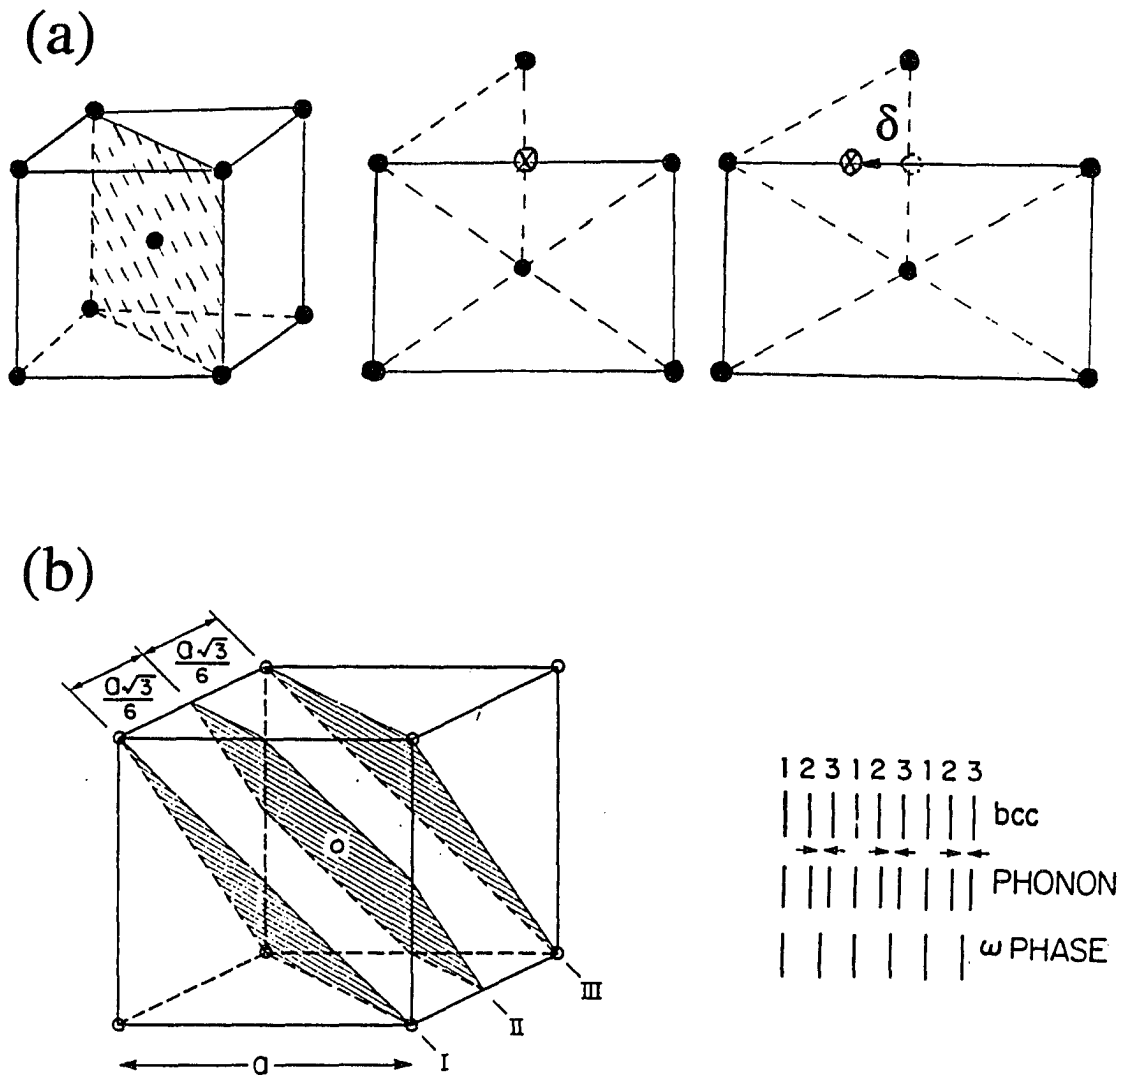 (a)
δ
(b)
a√3
6
a√3
6
a
I
II
III
1 2 3 1 2 3 1 2 3
bcc
PHONON
ω PHASE